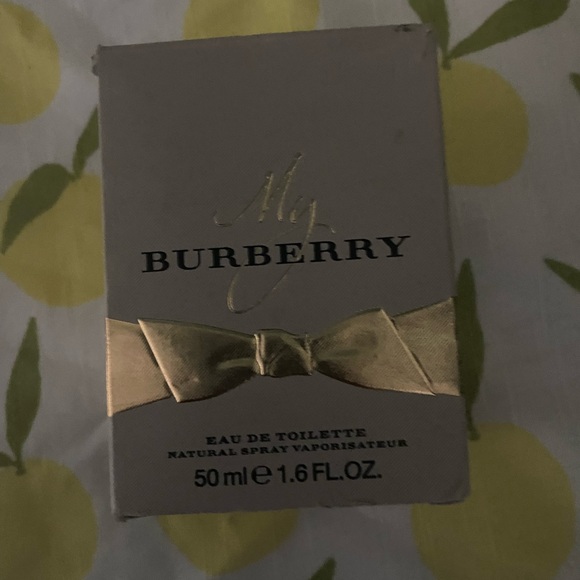 My
BURBERRY
EAU DE TOILETTE
NATURAL SPRAY VAPORISATEUR
50 ml ℮ 1.6 FL.OZ.